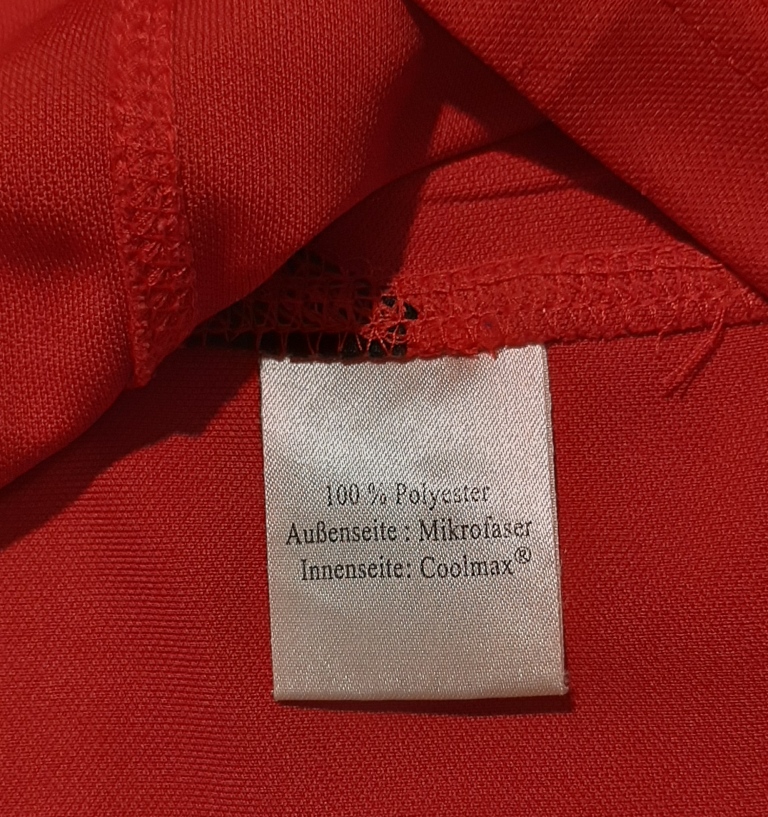 100 % Polyester
Außenseite : Mikrofaser
Innenseite: Coolmax®